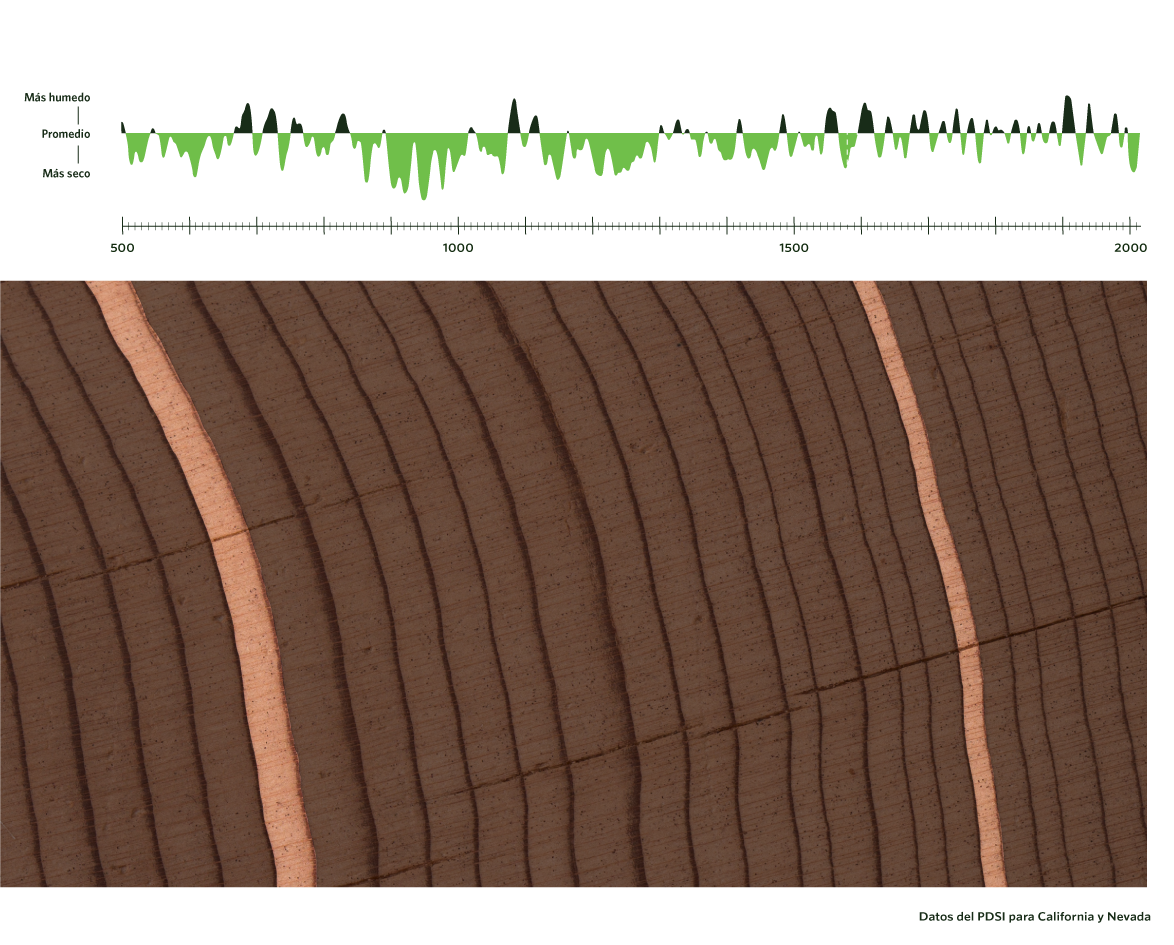 Más humedo
Promedio
Más seco
500 1000 1500 2000
Datos del PDSI para California y Nevada